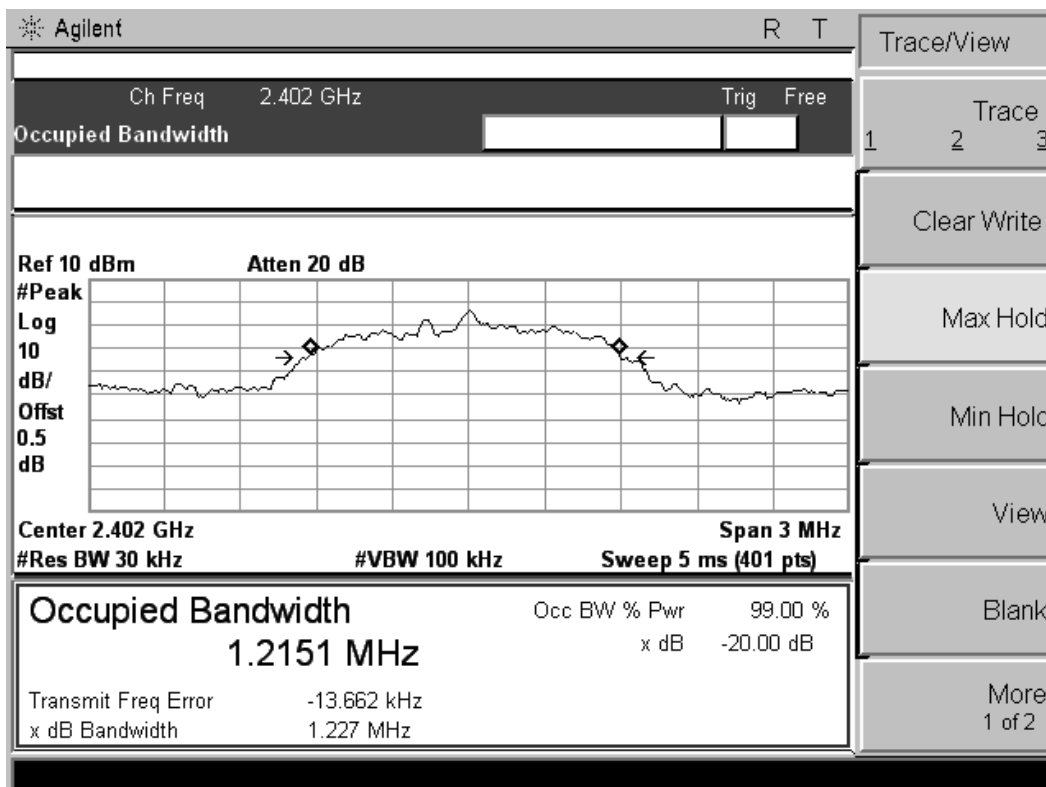 Agilent R T
Trace/View
Ch Freq 2.402 GHz Trig Free
Occupied Bandwidth
Trace
1 2 3
Clear Write
Ref 10 dBm Atten 20 dB
#Peak
Log
10
dB/
Offst
0.5
dB
Max Hold
Min Hold
Center 2.402 GHz Span 3 MHz
#Res BW 30 kHz #VBW 100 kHz Sweep 5 ms (401 pts)
View
Occupied Bandwidth
1.2151 MHz
Occ BW % Pwr 99.00 %
x dB -20.00 dB
Transmit Freq Error -13.662 kHz
x dB Bandwidth 1.227 MHz
Blank
More
1 of 2